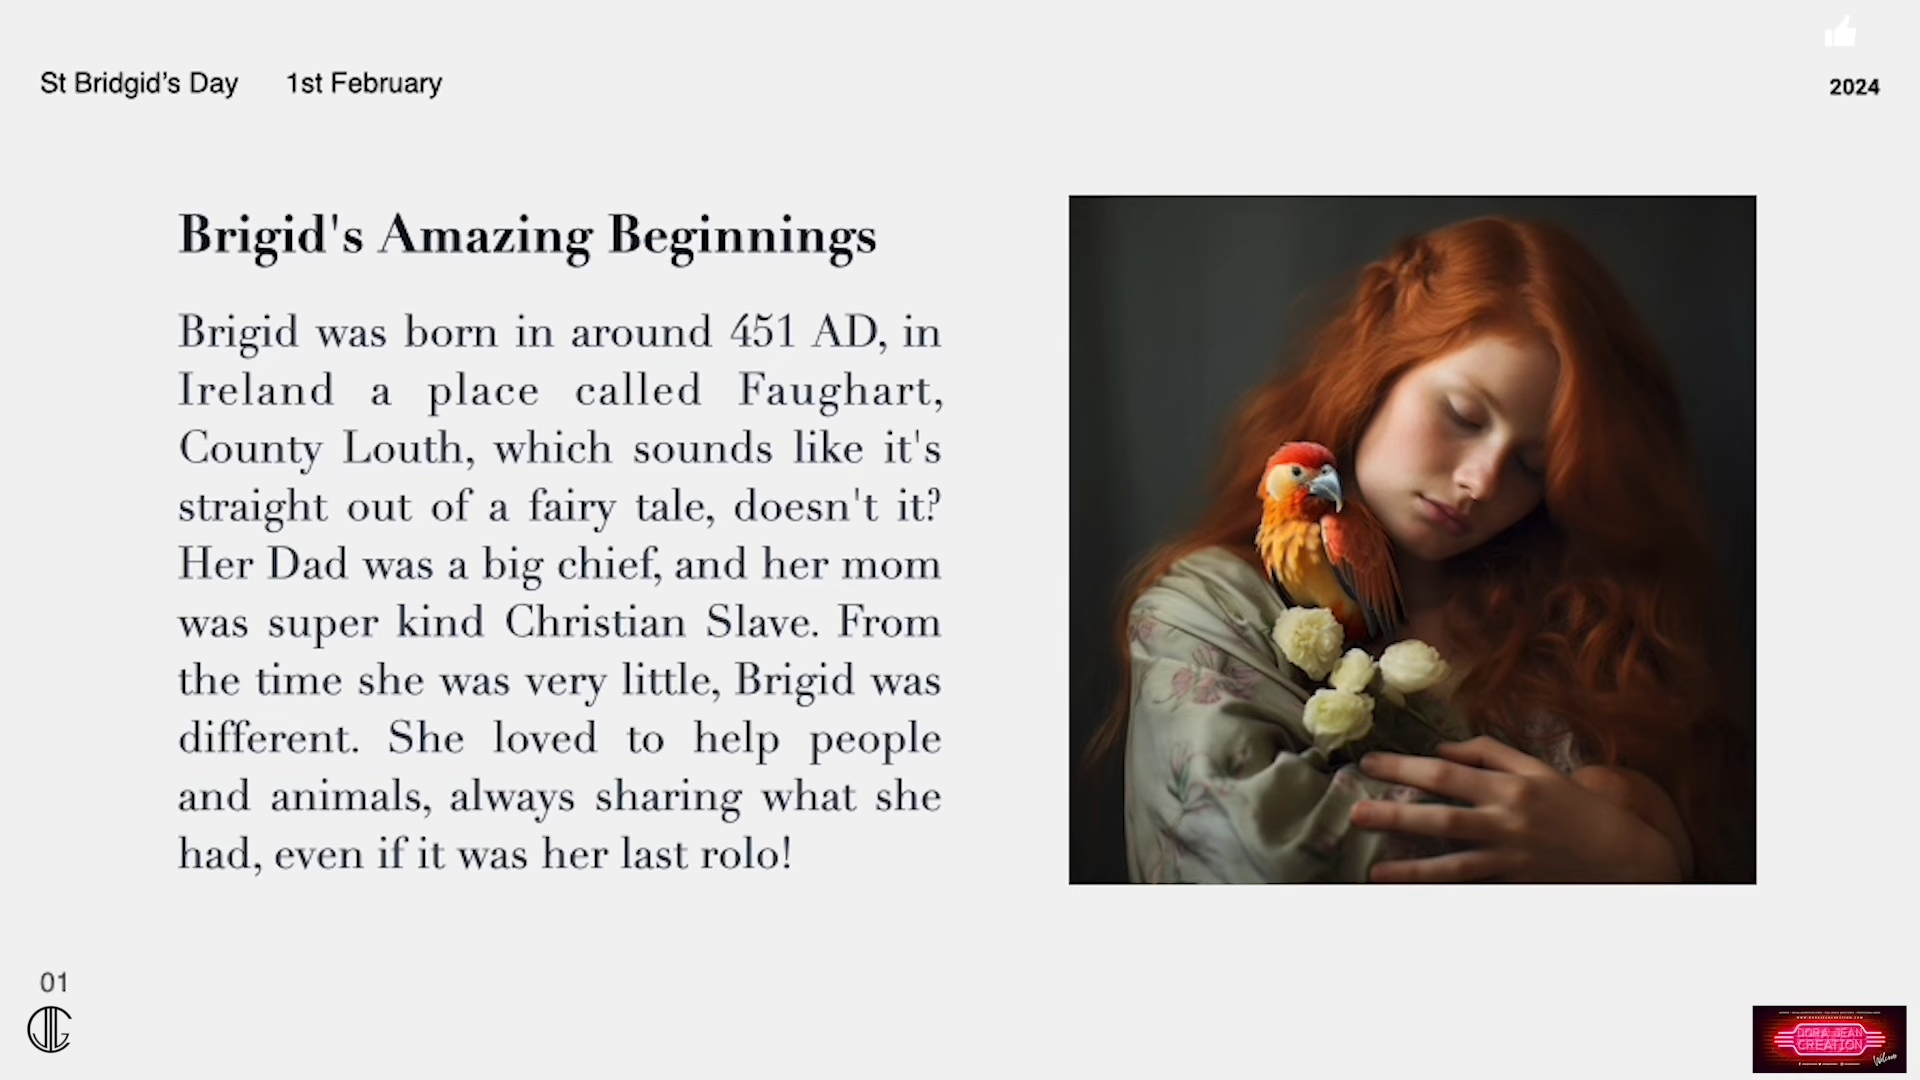 St Bridgid's Day 1st February
2024
Brigid's Amazing Beginnings
Brigid was born in around 451 AD, in
Ireland a place called Faughart,
County Louth, which sounds like it's
straight out of a fairy tale, doesn't it?
Her Dad was a big chief, and her mom
was super kind Christian Slave. From
the time she was very little, Brigid was
different. She loved to help people
and animals, always sharing what she
had, even if it was her last rolo!
01
DORA JEAN
CREATION
Welcome